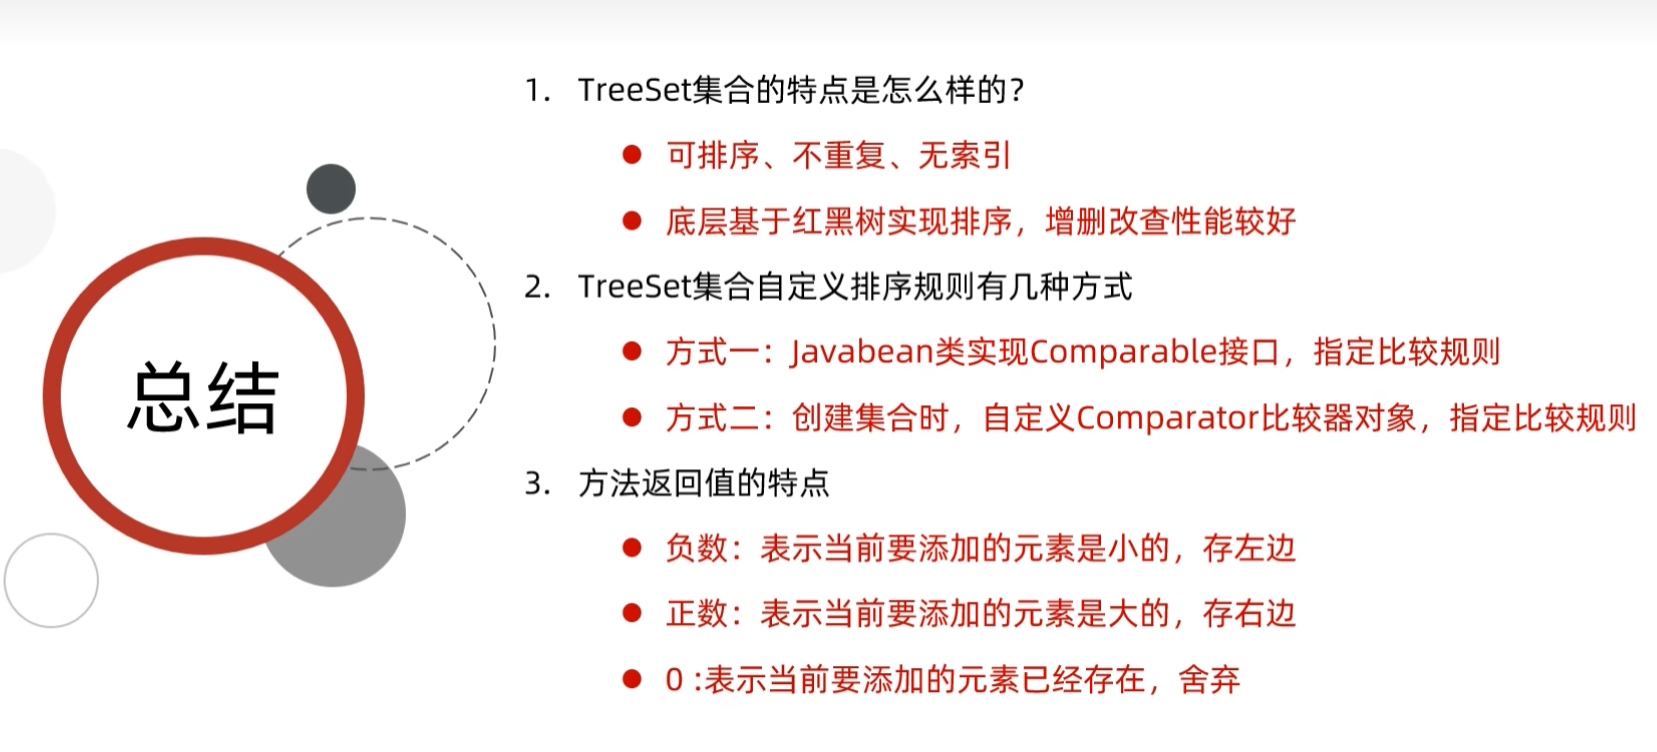 总结
1. TreeSet集合的特点是怎么样的？
● 可排序、不重复、无索引
● 底层基于红黑树实现排序，增删改查性能较好
2. TreeSet集合自定义排序规则有几种方式
● 方式一：Javabean类实现Comparable接口，指定比较规则
● 方式二：创建集合时，自定义Comparator比较器对象，指定比较规则
3. 方法返回值的特点
● 负数：表示当前要添加的元素是小的，存左边
● 正数：表示当前要添加的元素是大的，存右边
● 0 :表示当前要添加的元素已经存在，舍弃